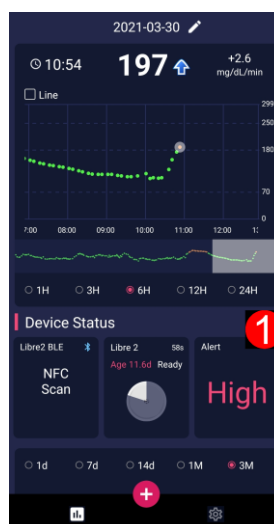 2021-03-30
10:54 197 +2.6
mg/dL/min
Line
299
250
180
70
0
7:00 08:00 09:00 10:00 11:00 12:00 1:
1H 3H 6H 12H 24H
Device Status
1
Libre2 BLE Libre 2 58s Alert
Age 11.6d Ready
NFC
Scan
High
1d 7d 14d 1M 3M
+